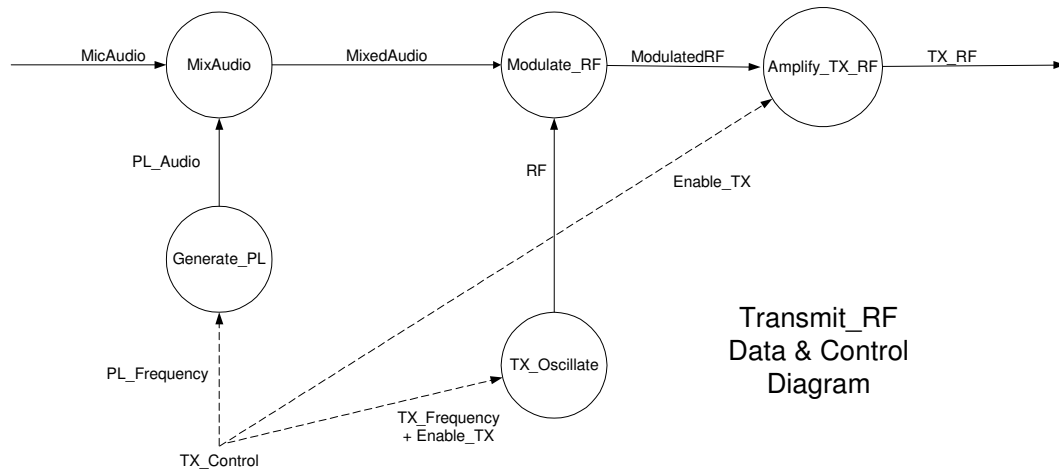 MicAudio
MixAudio
MixedAudio
Modulate_RF
ModulatedRF
Amplify_TX_RF
TX_RF
PL_Audio
RF
Enable_TX
Generate_PL
Transmit_RF
Data & Control
Diagram
PL_Frequency
TX_Oscillate
TX_Frequency
+ Enable_TX
TX_Control